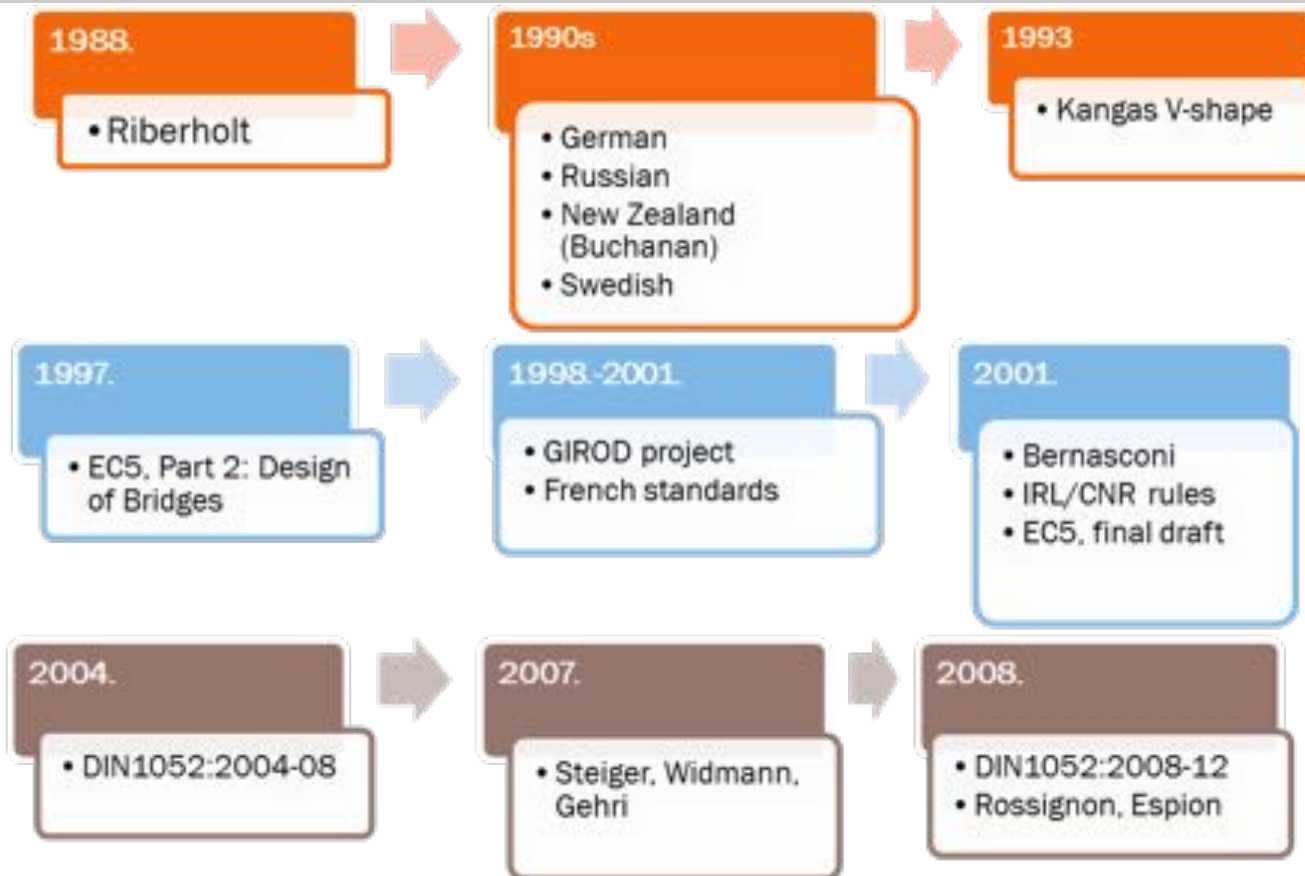 1988.
• Riberholt
1990s
• German
• Russian
• New Zealand
(Buchanan)
• Swedish
1993
• Kangas V-shape
1997.
• EC5, Part 2: Design
of Bridges
1998.-2001.
• GIROD project
• French standards
2001.
• Bernasconi
• IRL/CNR rules
• EC5, final draft
2004.
• DIN1052:2004-08
2007.
• Steiger, Widmann,
Gehri
2008.
• DIN1052:2008-12
• Rossignon, Espion